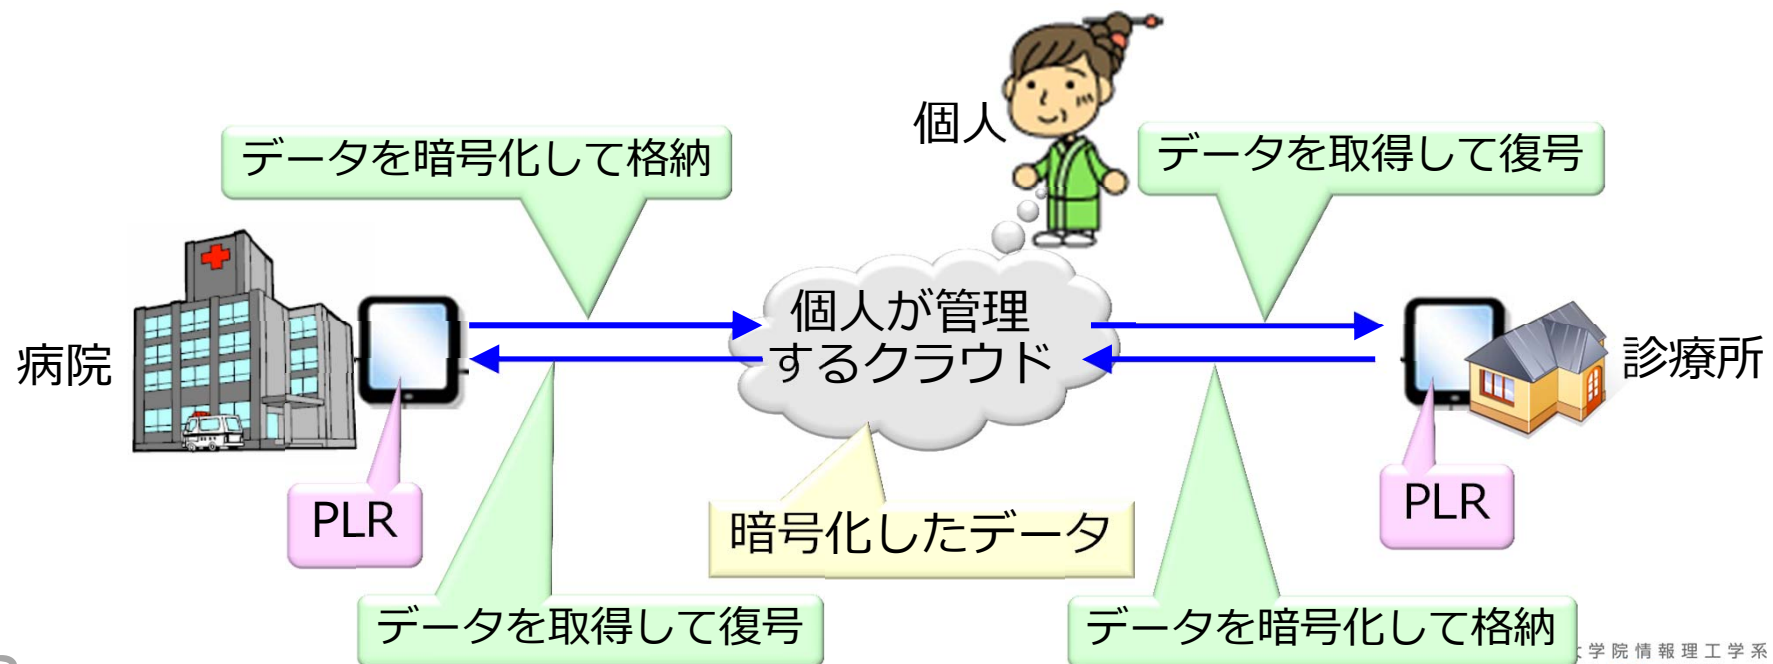 個人
データを暗号化して格納
データを取得して復号
病院
個人が管理
するクラウド
診療所
PLR
暗号化したデータ
PLR
データを取得して復号
データを暗号化して格納
学院情報理工学系